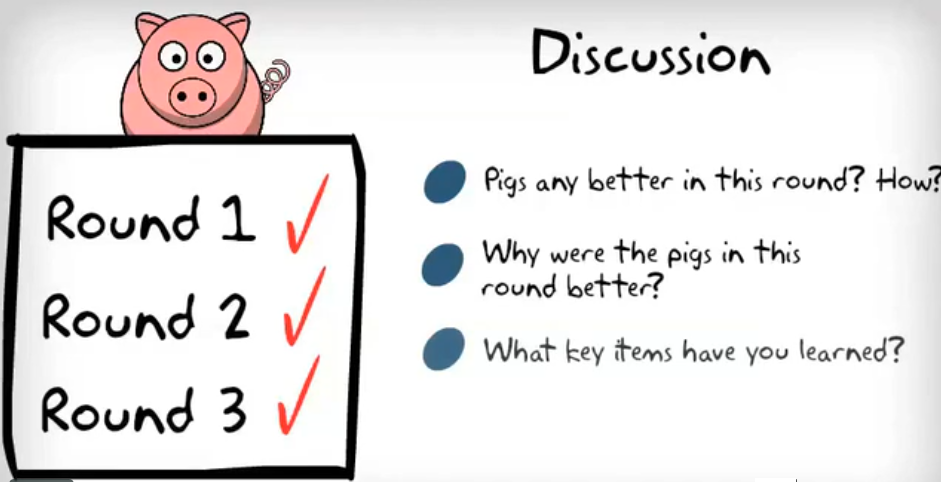 Discussion
Round 1
Round 2
Round 3
Pigs any better in this round? How?
Why were the pigs in this
round better?
What key items have you learned?